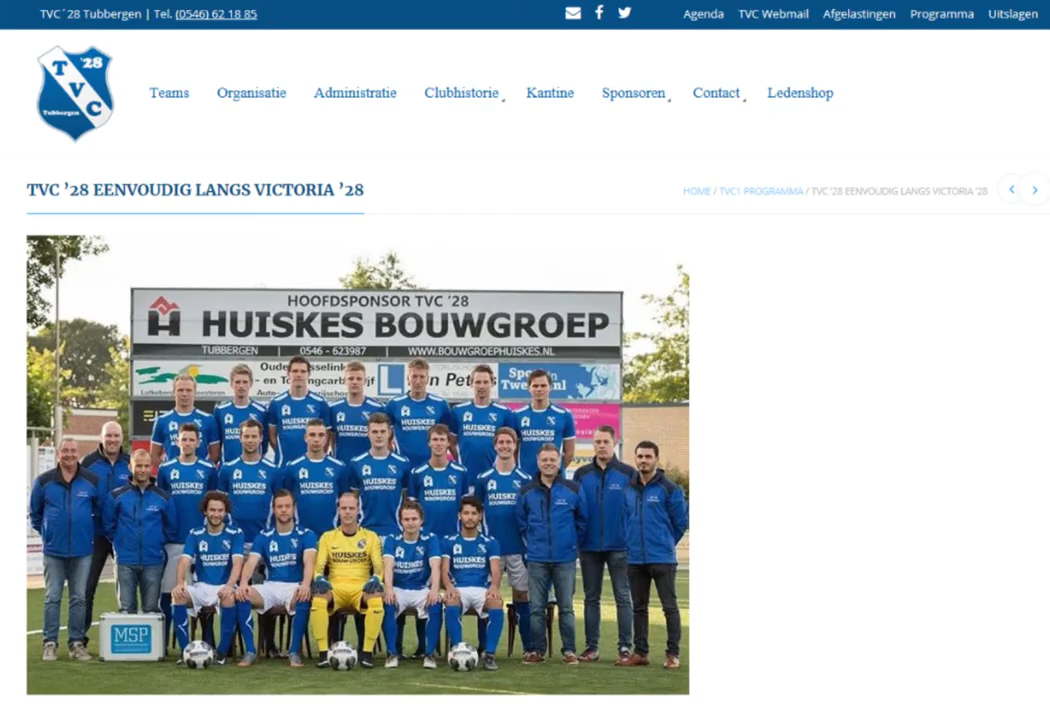 TVC´28 Tubbergen | Tel. (0546) 62 18 85
Agenda TVC Webmail Afgelastingen Programma Uitslagen
T '28
V
C
Tubbergen
Teams Organisatie Administratie Clubhistorie Kantine Sponsoren Contact Ledenshop
TVC ’28 EENVOUDIG LANGS VICTORIA ’28
HOME / TVC1 PROGRAMMA / TVC ’28 EENVOUDIG LANGS VICTORIA ’28
HOOFDSPONSOR TVC '28
HUISKES BOUWGROEP
TUBBERGEN | 0546 - 623987 | WWW.BOUWGROEPHUISKES.NL
L
HUISKES
BOUWGROEP
MSP